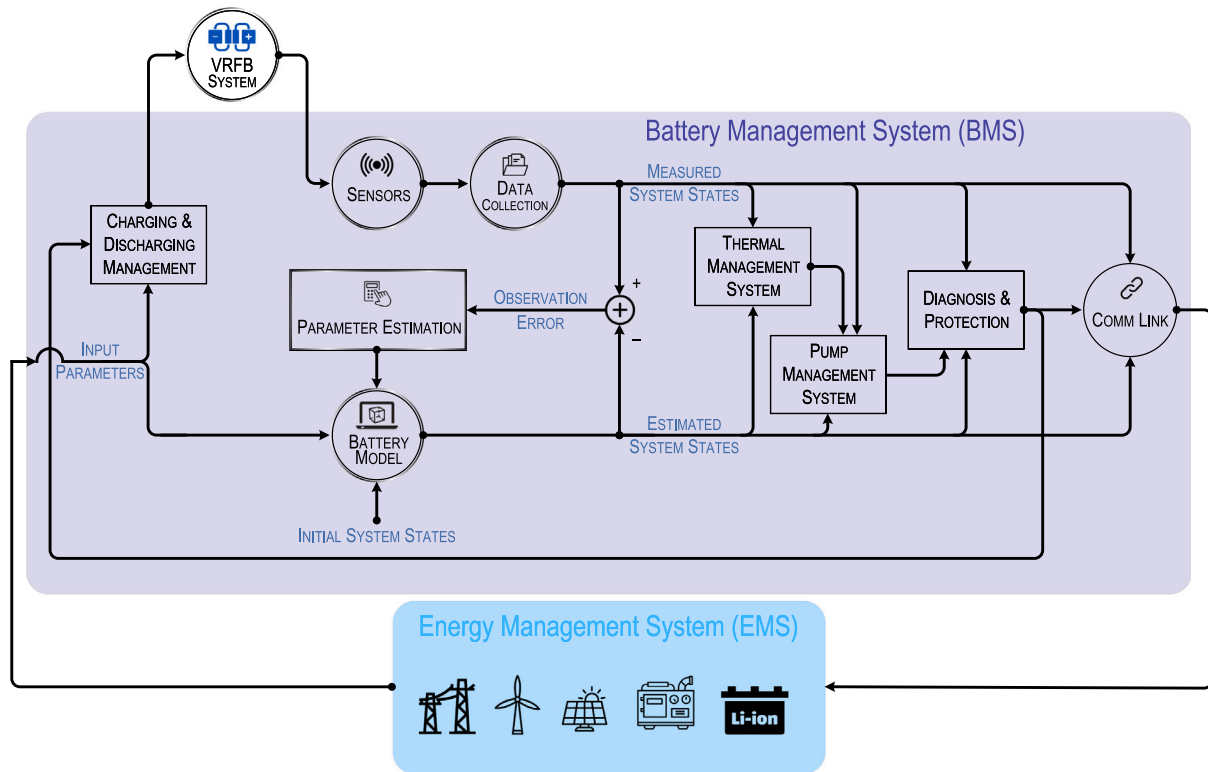 VRFB
SYSTEM
Battery Management System (BMS)
SENSORS
DATA
COLLECTION
MEASURED
SYSTEM STATES
CHARGING &
DISCHARGING
MANAGEMENT
THERMAL
MANAGEMENT
SYSTEM
+
OBSERVATION
ERROR
−
PARAMETER ESTIMATION
DIAGNOSIS &
PROTECTION
COMM LINK
INPUT
PARAMETERS
PUMP
MANAGEMENT
SYSTEM
BATTERY
MODEL
ESTIMATED
SYSTEM STATES
INITIAL SYSTEM STATES
Energy Management System (EMS)
Li-ion